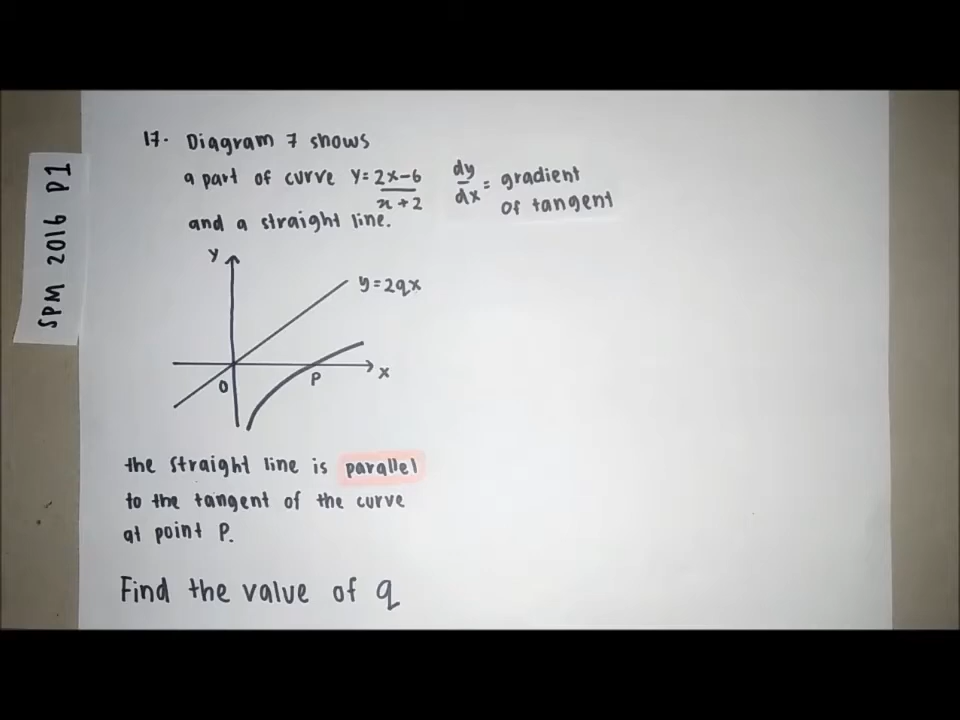 SPM 2016 P1
17. Diagram 7 shows
a part of curve y = 2x-6
x+2
and a straight line.
dy
dx = gradient
of tangent
y
y=2qx
O
P
x
the straight line is parallel
to the tangent of the curve
at point P.
Find the value of q